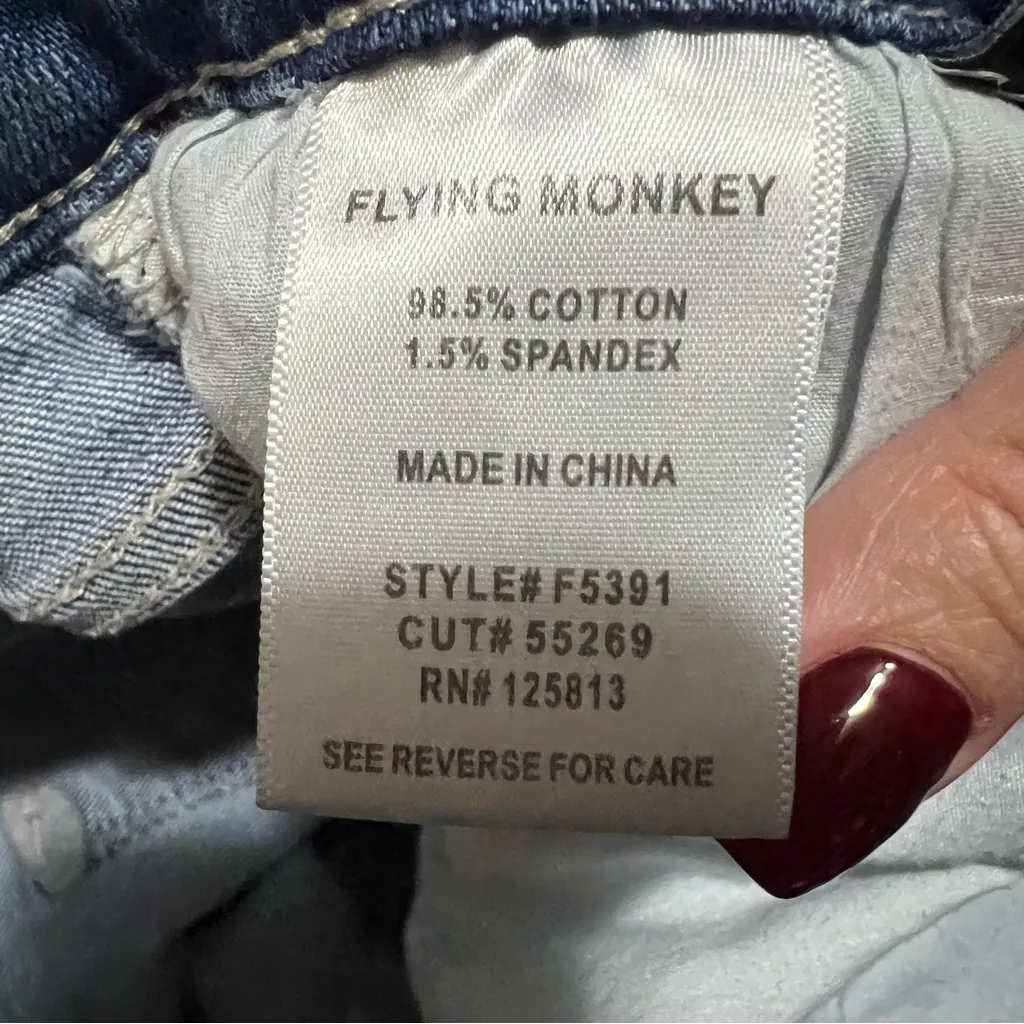 FLYING MONKEY
98.5% COTTON
1.5% SPANDEX
MADE IN CHINA
STYLE# F5391
CUT# 55269
RN# 125813
SEE REVERSE FOR CARE